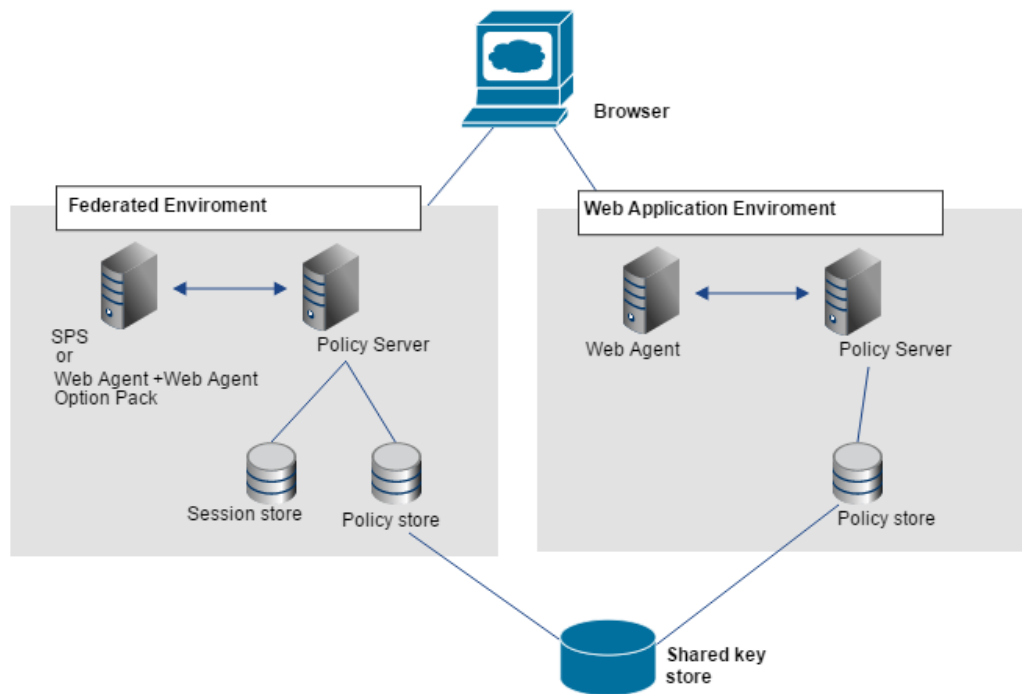 Browser
Federated Enviroment
Web Application Enviroment
SPS
or
Web Agent +Web Agent
Option Pack
Policy Server
Web Agent
Policy Server
Session store
Policy store
Policy store
Shared key
store